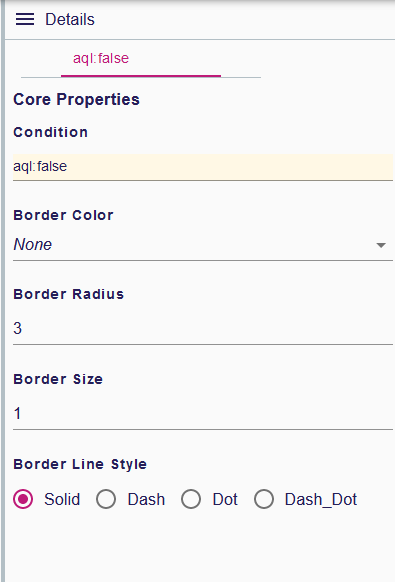 Details
aql:false
Core Properties
Condition
aql:false
Border Color
None
Border Radius
3
Border Size
1
Border Line Style
Solid Dash Dot Dash_Dot